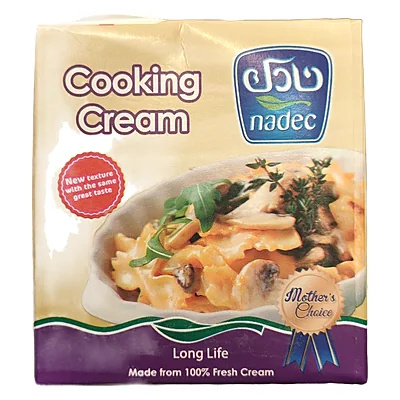 Cooking
Cream
نادك
nadec
New texture
with the same
great taste
Mother's
Choice
Long Life
Made from 100% Fresh Cream